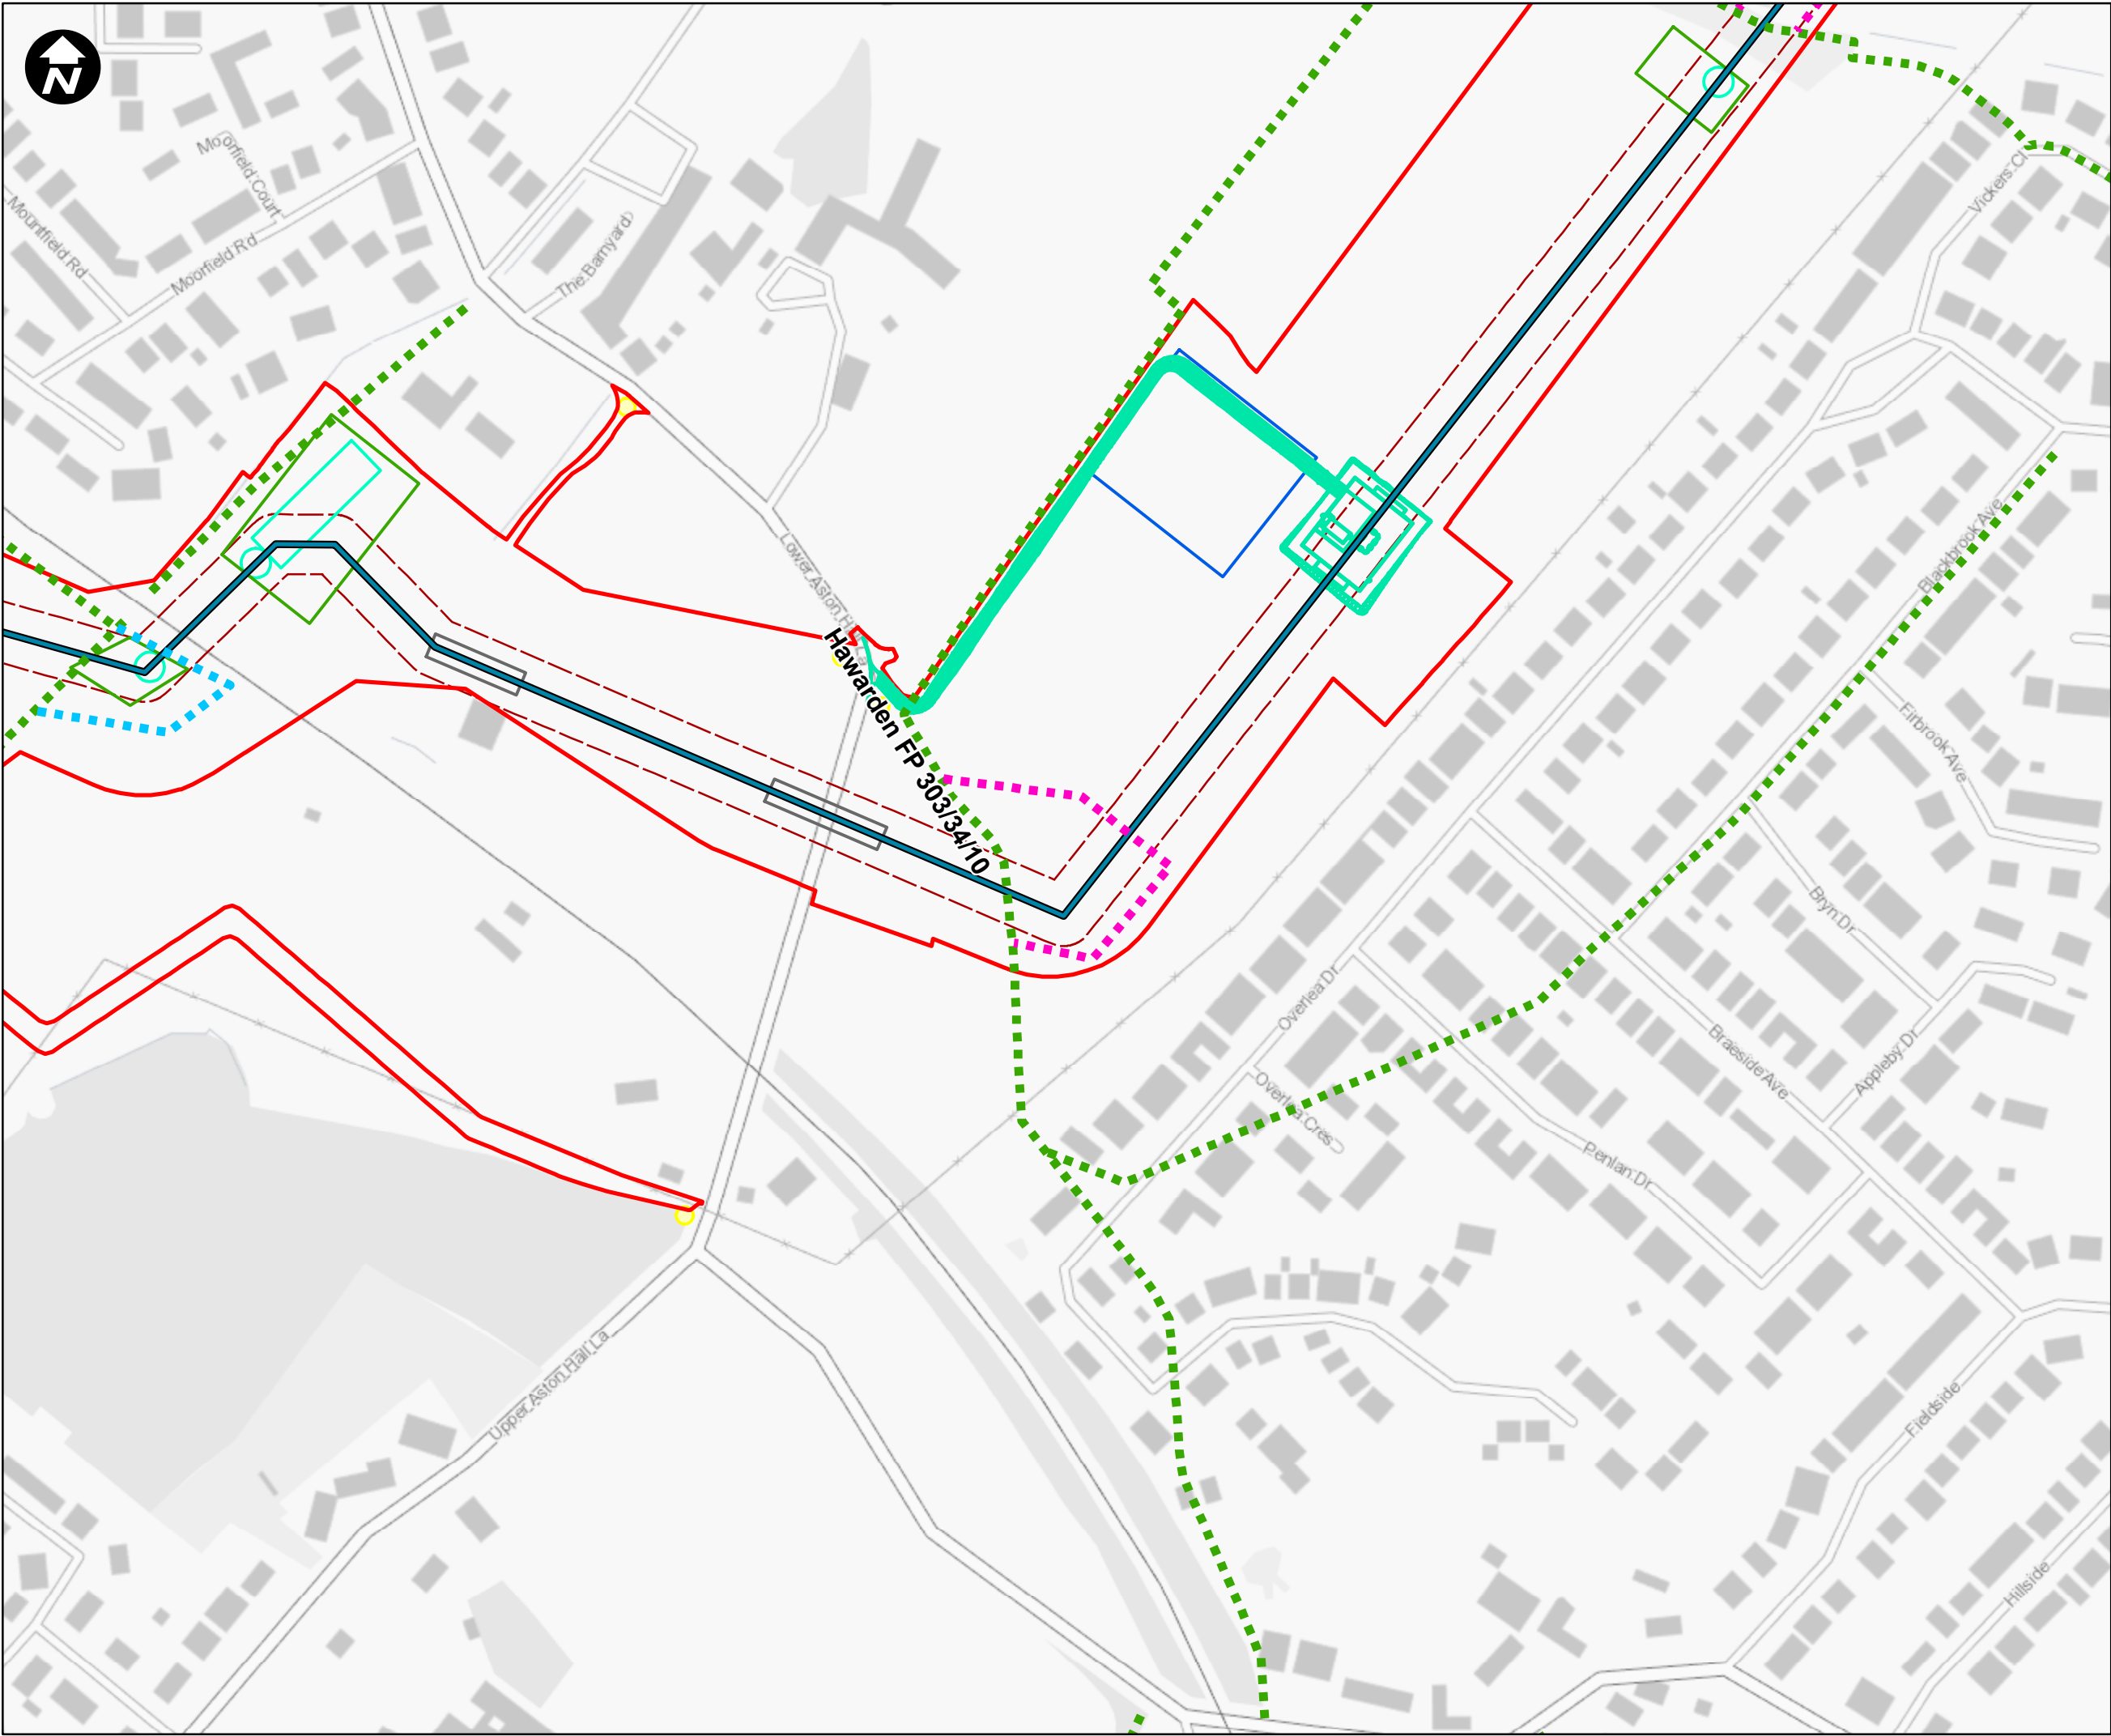 N
Moorfield Court
Mountfield Rd
Moorfield Rd
The Barnyard
Vickers Cl
Lower Aston Hall La
Hawarden FP 303/34/10
Blackbrook Ave
Firbrook Ave
Bryn Dr
Overlea Dr
Overlea Cres
Braeside Ave
Appleby Dr
Penlan Dr
Upper Aston Hall La
Fieldside
Hillside